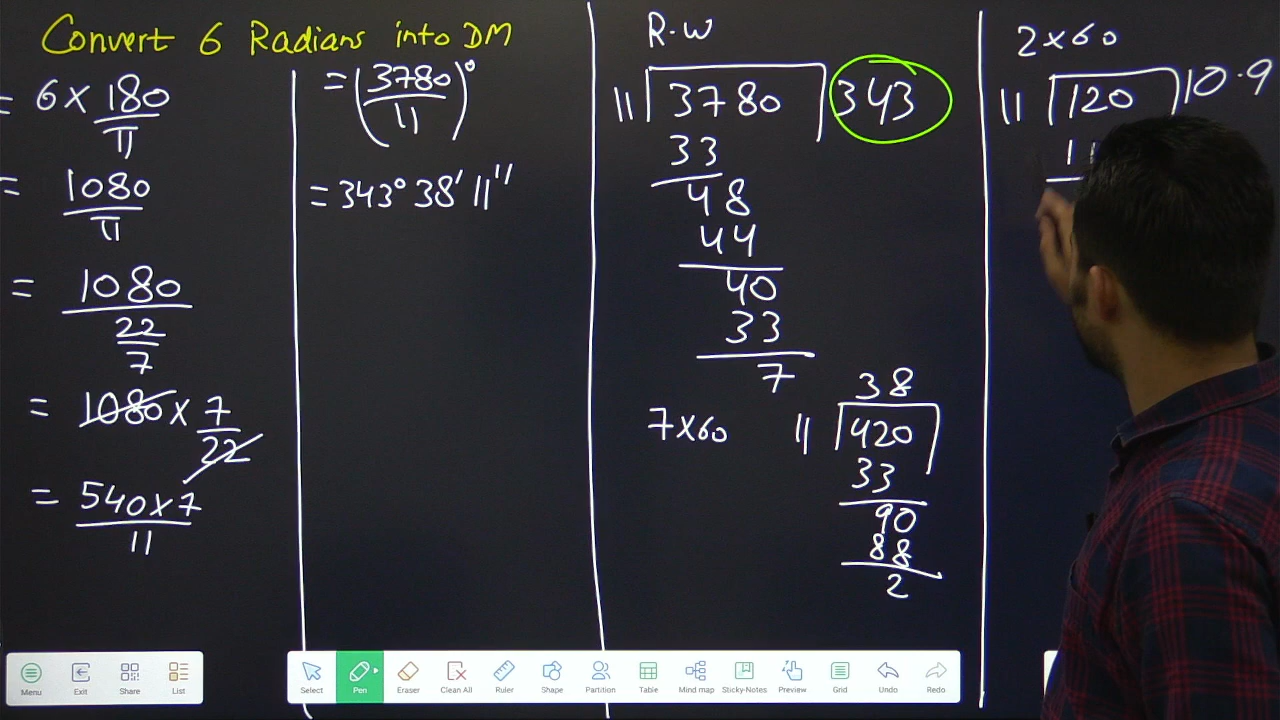 Convert 6 Radians into DM
= 6 × 180
π
= 1080
π
= 1080
22
7
= 1080 × 7
22
= 540 × 7
11
= (3780)°
11
= 343° 38' 11"
R.W
11 3780 343
33
48
44
40
33
7
7×60
38
11 420
33
90
88
2
2×60
11 120 10.9
Menu Exit Share List
Select Pen Eraser Clean All Ruler Shape Partition Table Mind map Sticky-Notes Preview Grid Undo Redo